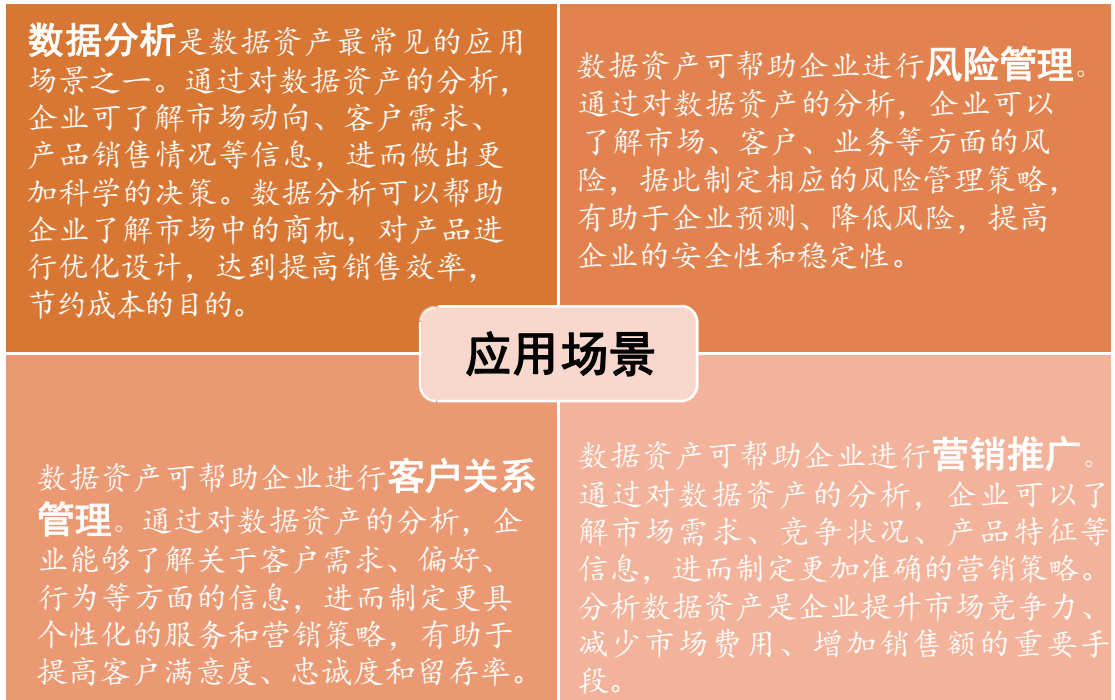 数据分析是数据资产最常见的应用
场景之一。通过对数据资产的分析，
企业可了解市场动向、客户需求、
产品销售情况等信息，进而做出更
加科学的决策。数据分析可以帮助
企业了解市场中的商机，对产品进
行优化设计，达到提高销售效率，
节约成本的目的。
数据资产可帮助企业进行风险管理。
通过对数据资产的分析，企业可以
了解市场、客户、业务等方面的风
险，据此制定相应的风险管理策略，
有助于企业预测、降低风险，提高
企业的安全性和稳定性。
应用场景
数据资产可帮助企业进行客户关系
管理。通过对数据资产的分析，企
业能够了解关于客户需求、偏好、
行为等方面的信息，进而制定更具
个性化的服务和营销策略，有助于
提高客户满意度、忠诚度和留存率。
数据资产可帮助企业进行营销推广。
通过对数据资产的分析，企业可以了
解市场需求、竞争状况、产品特征等
信息，进而制定更加准确的营销策略。
分析数据资产是企业提升市场竞争力、
减少市场费用、增加销售额的重要手
段。